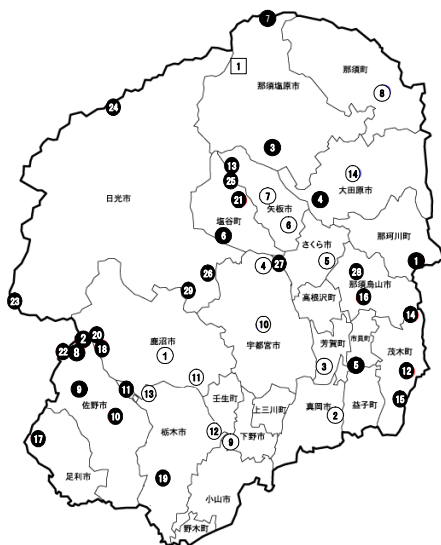 7
1
那須町
那須塩原市
8
24
3
13
14
25
7
大田原市
日光市
21
4
矢板市
塩谷町
6
那珂川町
6
さくら市
5
1
4
27
26
28
23
那須烏山市
29
高根沢町
16
14
10
宇都宮市
20
2
22
8
18
鹿沼市
1
芳賀町
市貝町
茂木町
3
5
12
11
9
11
13
壬生町
上三川町
真岡市
益子町
15
佐野市
10
2
栃木市
12
9
下野市
17
足利市
19
小山市
野木町